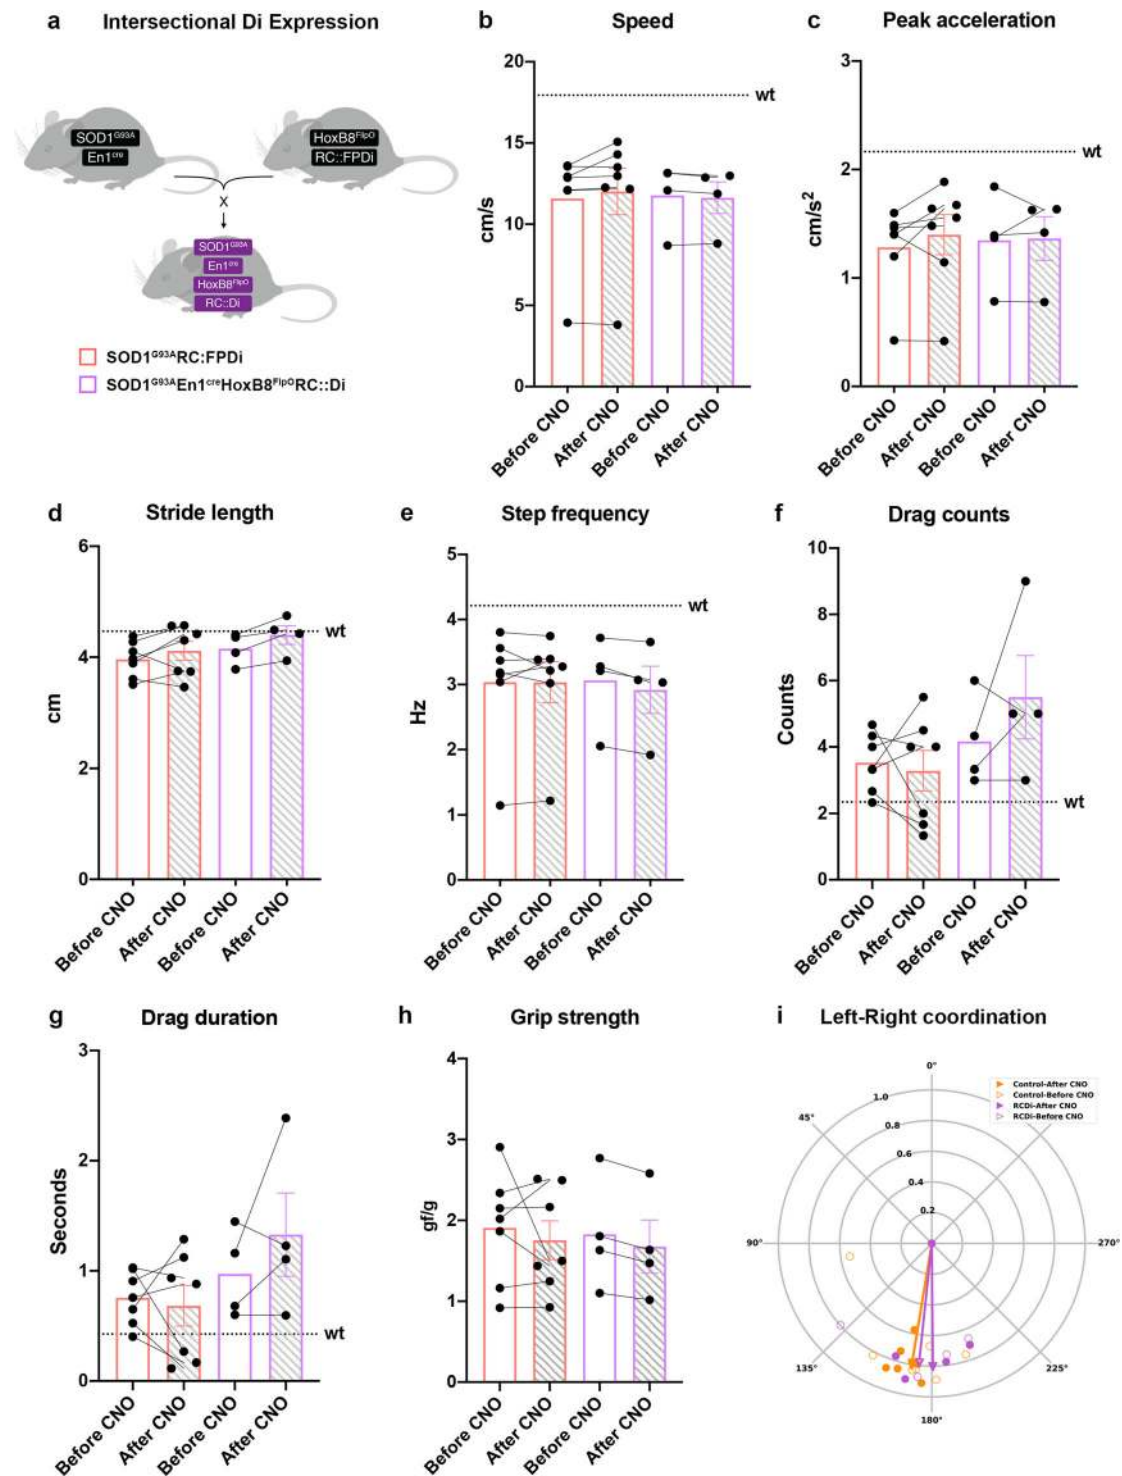 a Intersectional Di Expression
SOD1G93A
En1cre
HoxB8FlpO
RC::FPDi
X
SOD1G93A
En1cre
HoxB8FlpO
RC::Di
SOD1G93ARC:FPDi
SOD1G93AEn1creHoxB8FlpORC::Di
b Speed
20
15
10
5
0
cm/s
wt
Before CNO
After CNO
Before CNO
After CNO
c Peak acceleration
3
2
1
0
cm/s2
wt
Before CNO
After CNO
Before CNO
After CNO
d Stride length
6
4
2
0
cm
wt
Before CNO
After CNO
Before CNO
After CNO
e Step frequency
5
4
3
2
1
0
Hz
wt
Before CNO
After CNO
Before CNO
After CNO
f Drag counts
10
8
6
4
2
0
Counts
wt
Before CNO
After CNO
Before CNO
After CNO
g Drag duration
3
2
1
0
Seconds
wt
Before CNO
After CNO
Before CNO
After CNO
h Grip strength
4
3
2
1
0
gf/g
Before CNO
After CNO
Before CNO
After CNO
i Left-Right coordination
0°
Control-After CNO
Control-Before CNO
RCDi-After CNO
RCDi-Before CNO
1.0
0.8
0.6
0.4
0.2
45°
90°
270°
135°
225°
180°